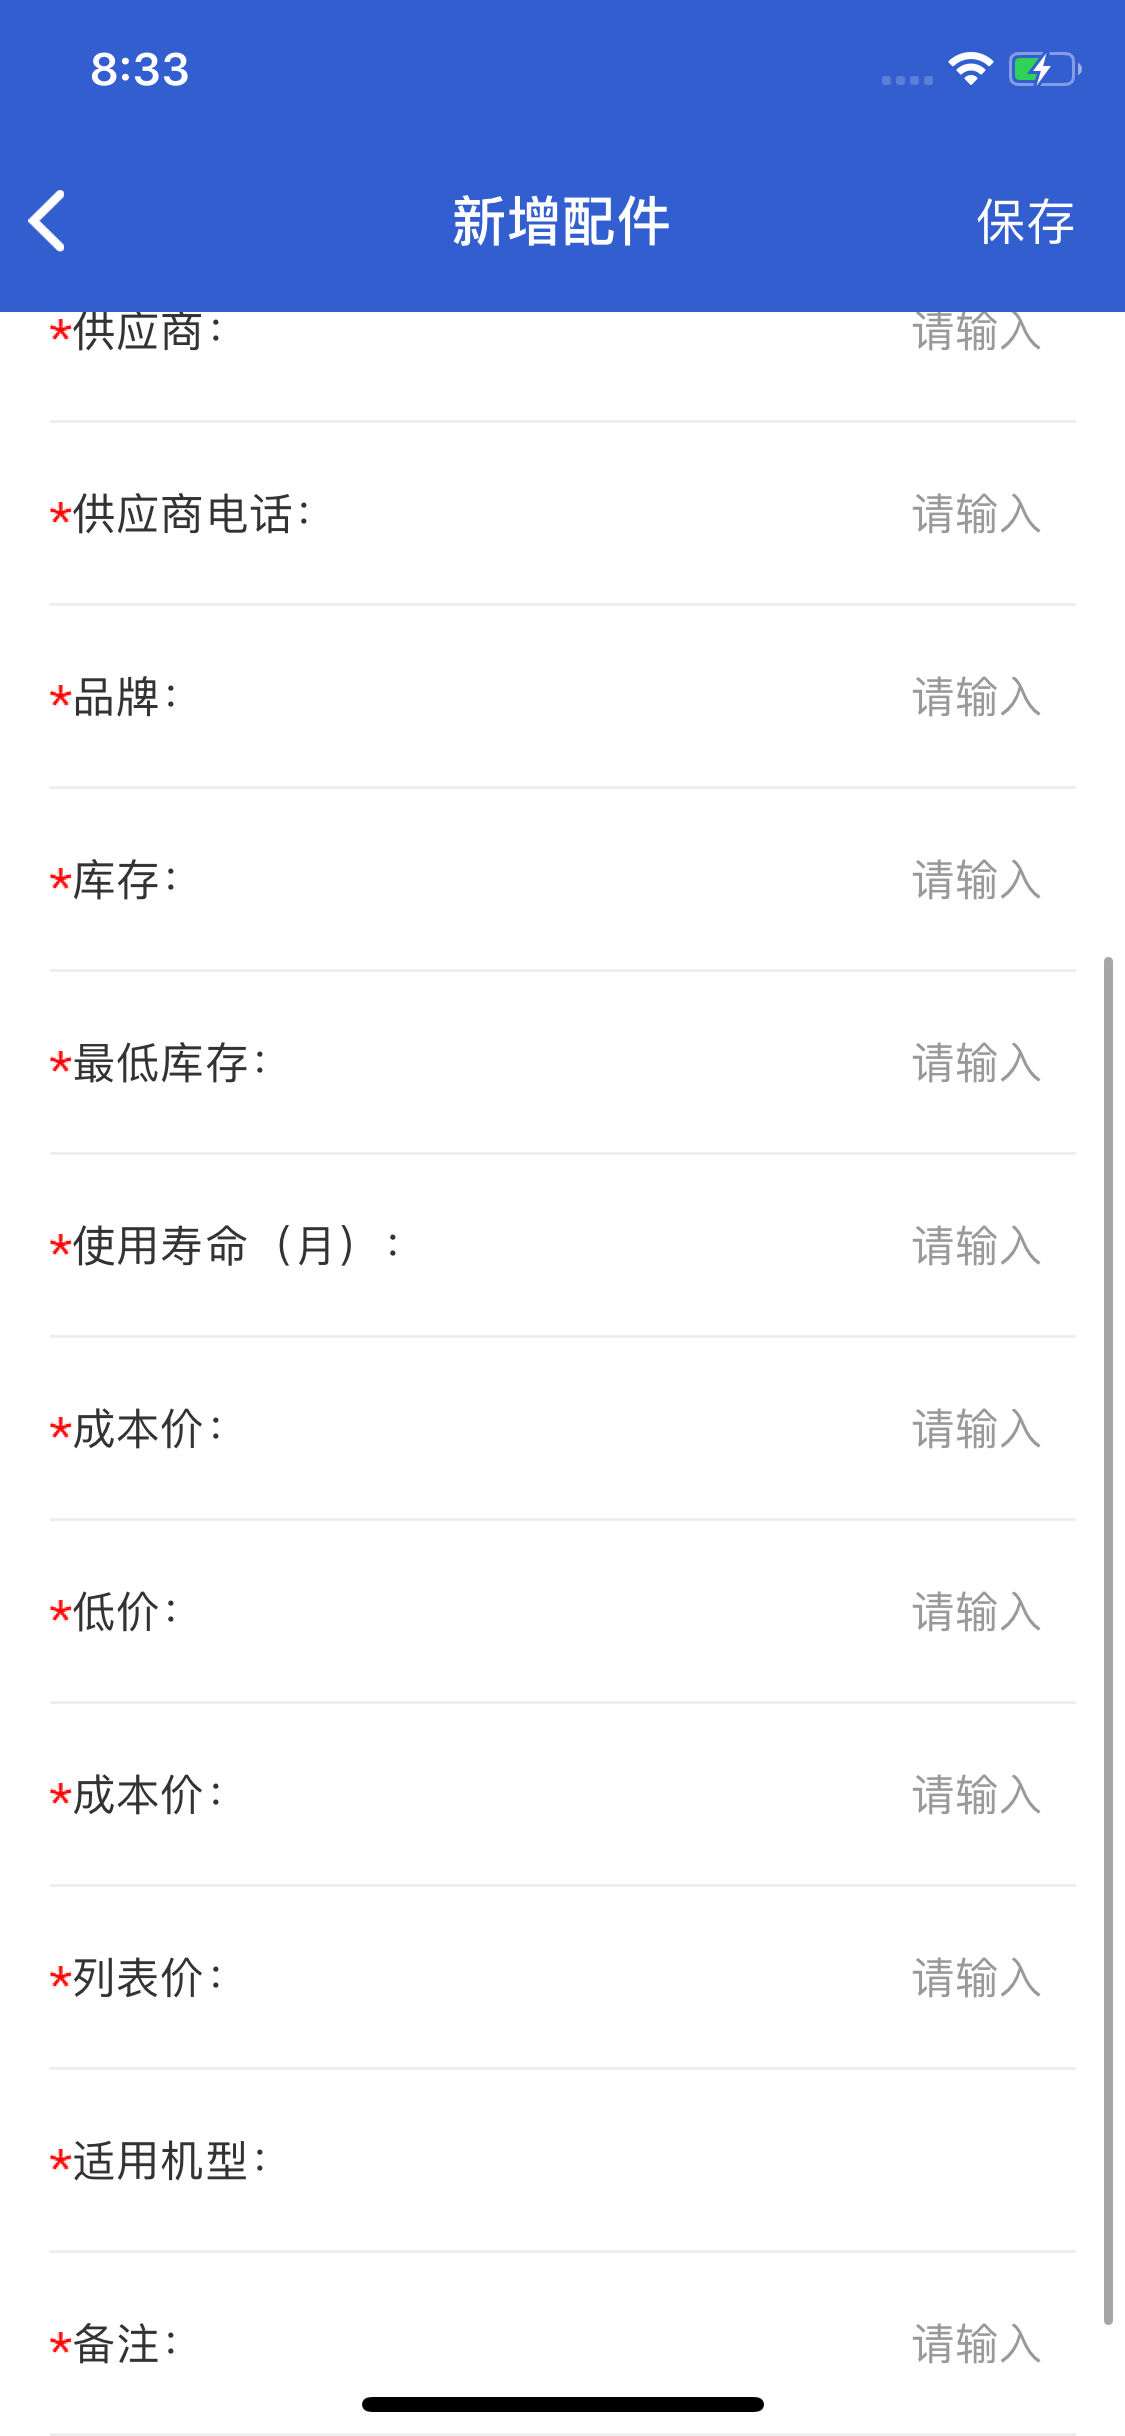 8:33
新增配件
保存
*供应商: 请输入
*供应商电话: 请输入
*品牌: 请输入
*库存: 请输入
*最低库存: 请输入
*使用寿命（月）: 请输入
*成本价: 请输入
*低价: 请输入
*成本价: 请输入
*列表价: 请输入
*适用机型:
*备注: 请输入